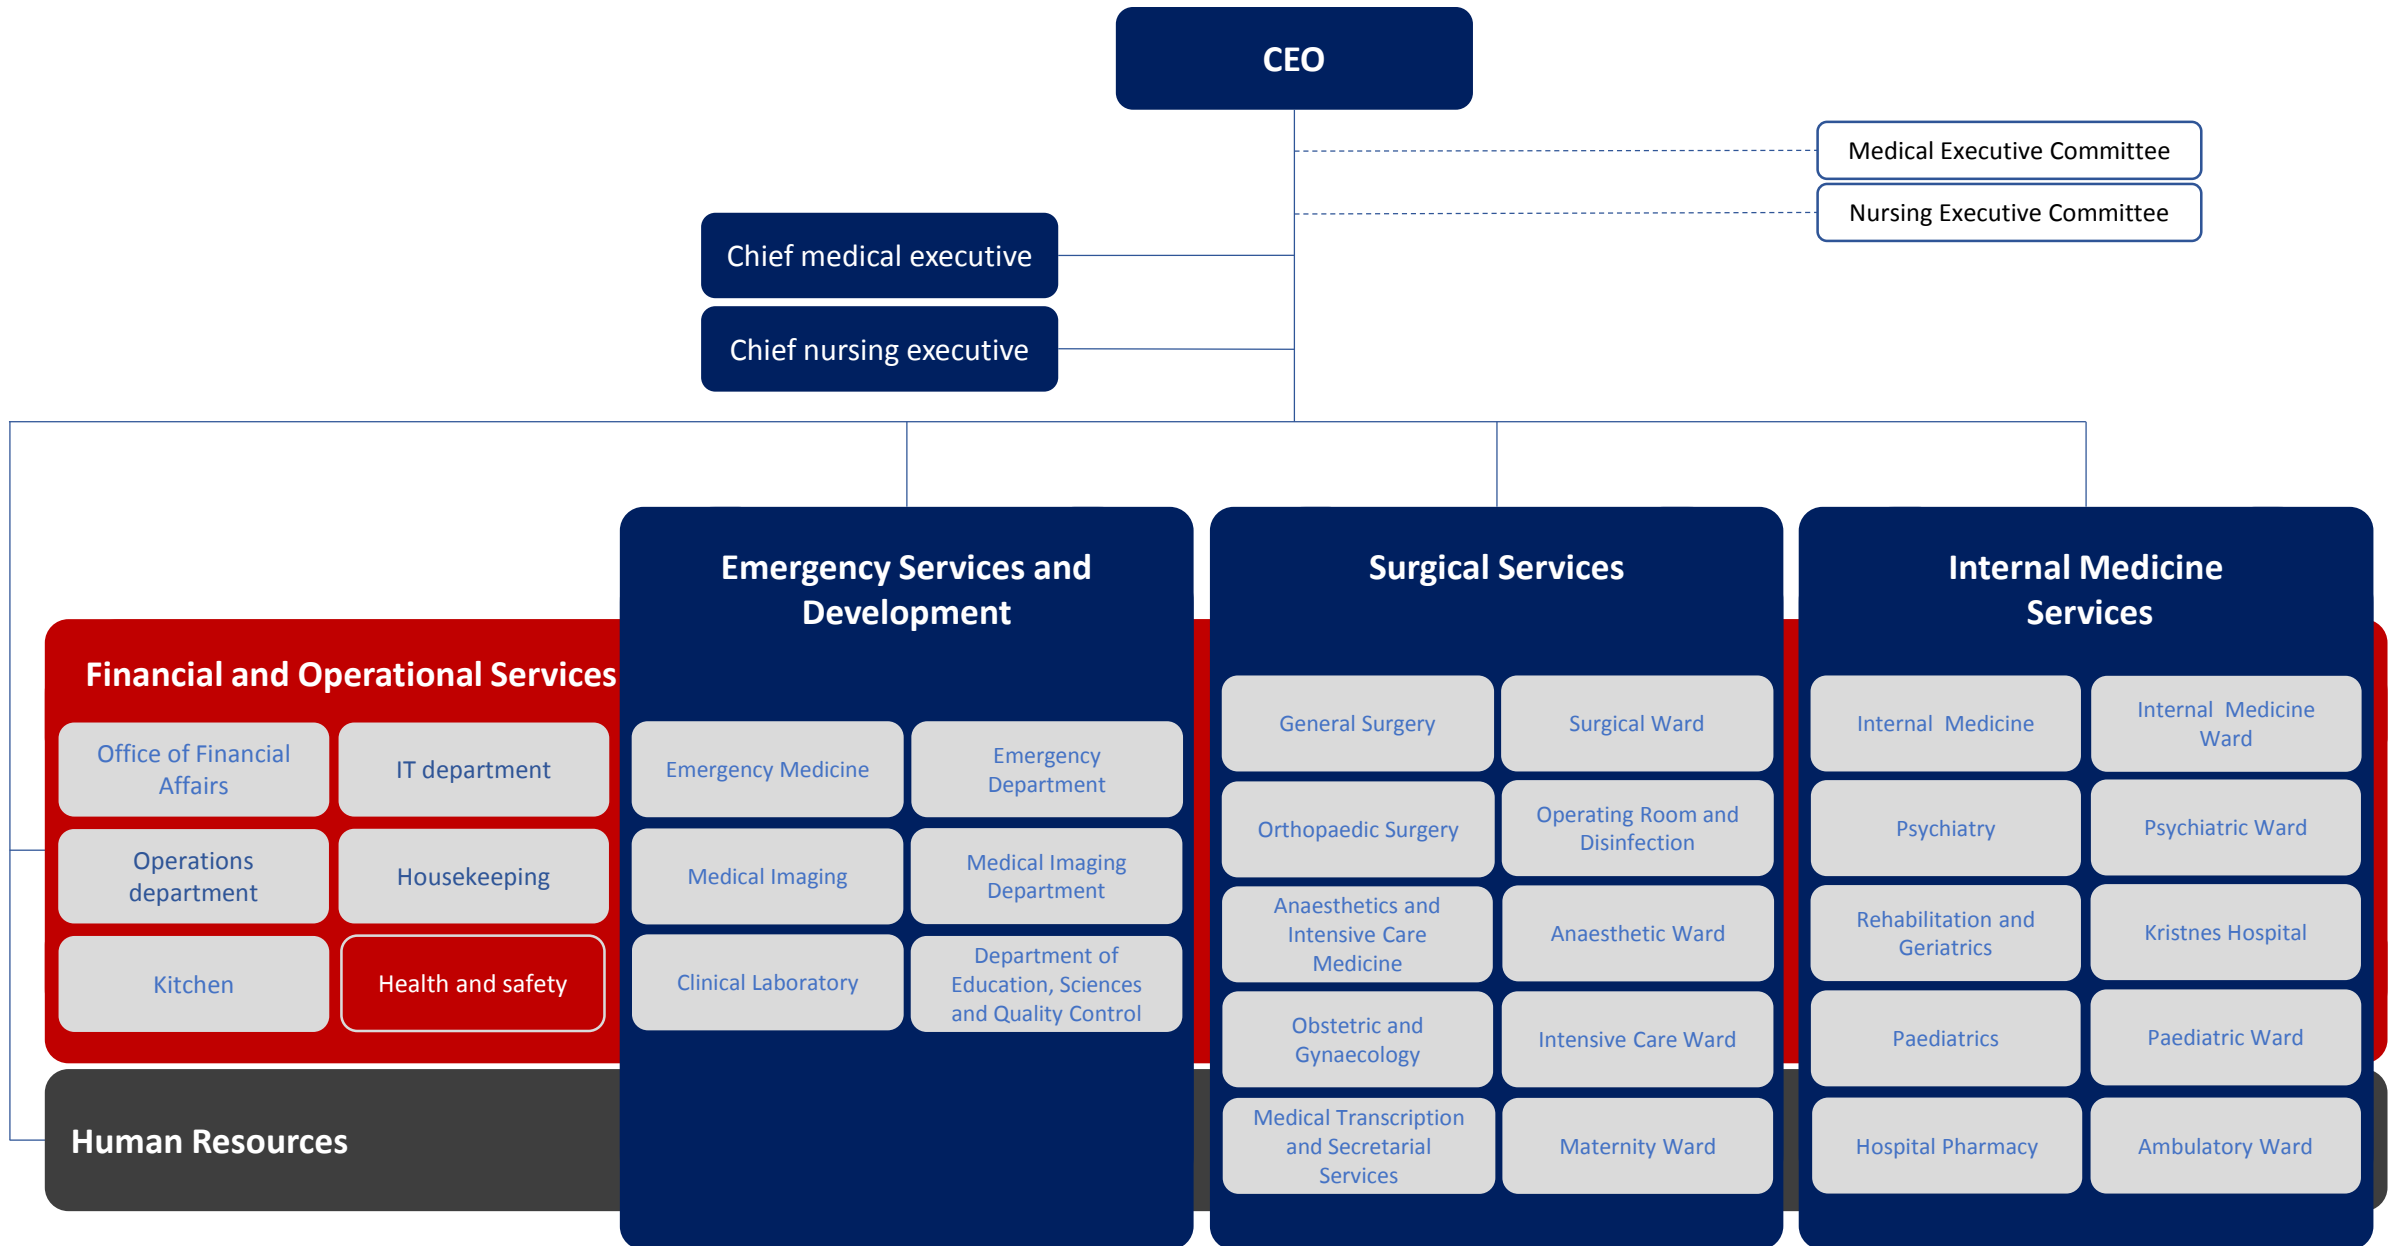 CEO
Medical Executive Committee
Nursing Executive Committee
Chief medical executive
Chief nursing executive
Financial and Operational Services
Office of Financial
Affairs
IT department
Operations
department
Housekeeping
Kitchen
Health and safety
Human Resources
Emergency Services and
Development
Emergency Medicine
Emergency
Department
Medical Imaging
Medical Imaging
Department
Clinical Laboratory
Department of
Education, Sciences
and Quality Control
Surgical Services
General Surgery
Surgical Ward
Orthopaedic Surgery
Operating Room and
Disinfection
Anaesthetics and
Intensive Care
Medicine
Anaesthetic Ward
Obstetric and
Gynaecology
Intensive Care Ward
Medical Transcription
and Secretarial
Services
Maternity Ward
Internal Medicine
Services
Internal  Medicine
Internal  Medicine
Ward
Psychiatry
Psychiatric Ward
Rehabilitation and
Geriatrics
Kristnes Hospital
Paediatrics
Paediatric Ward
Hospital Pharmacy
Ambulatory Ward